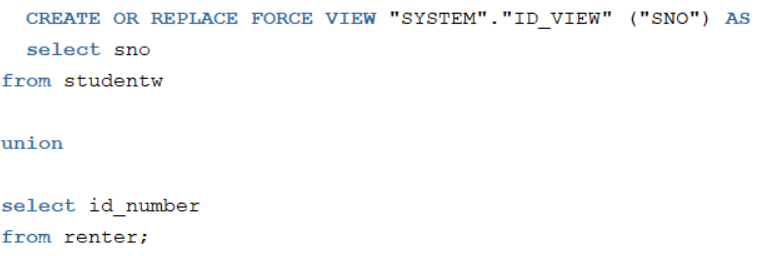 CREATE OR REPLACE FORCE VIEW "SYSTEM"."ID_VIEW" ("SNO") AS
select sno
from studentw
union
select id_number
from renter;